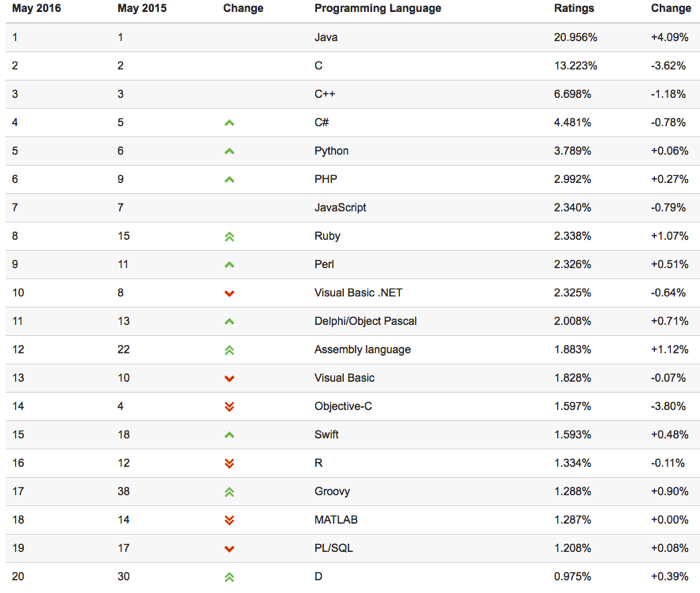 May 2016 May 2015 Change Programming Language Ratings Change
1 1 Java 20.956% +4.09%
2 2 C 13.223% -3.62%
3 3 C++ 6.698% -1.18%
4 5 C# 4.481% -0.78%
5 6 Python 3.789% +0.06%
6 9 PHP 2.992% +0.27%
7 7 JavaScript 2.340% -0.79%
8 15 Ruby 2.338% +1.07%
9 11 Perl 2.326% +0.51%
10 8 Visual Basic .NET 2.325% -0.64%
11 13 Delphi/Object Pascal 2.008% +0.71%
12 22 Assembly language 1.883% +1.12%
13 10 Visual Basic 1.828% -0.07%
14 4 Objective-C 1.597% -3.80%
15 18 Swift 1.593% +0.48%
16 12 R 1.334% -0.11%
17 38 Groovy 1.288% +0.90%
18 14 MATLAB 1.287% +0.00%
19 17 PL/SQL 1.208% +0.08%
20 30 D 0.975% +0.39%